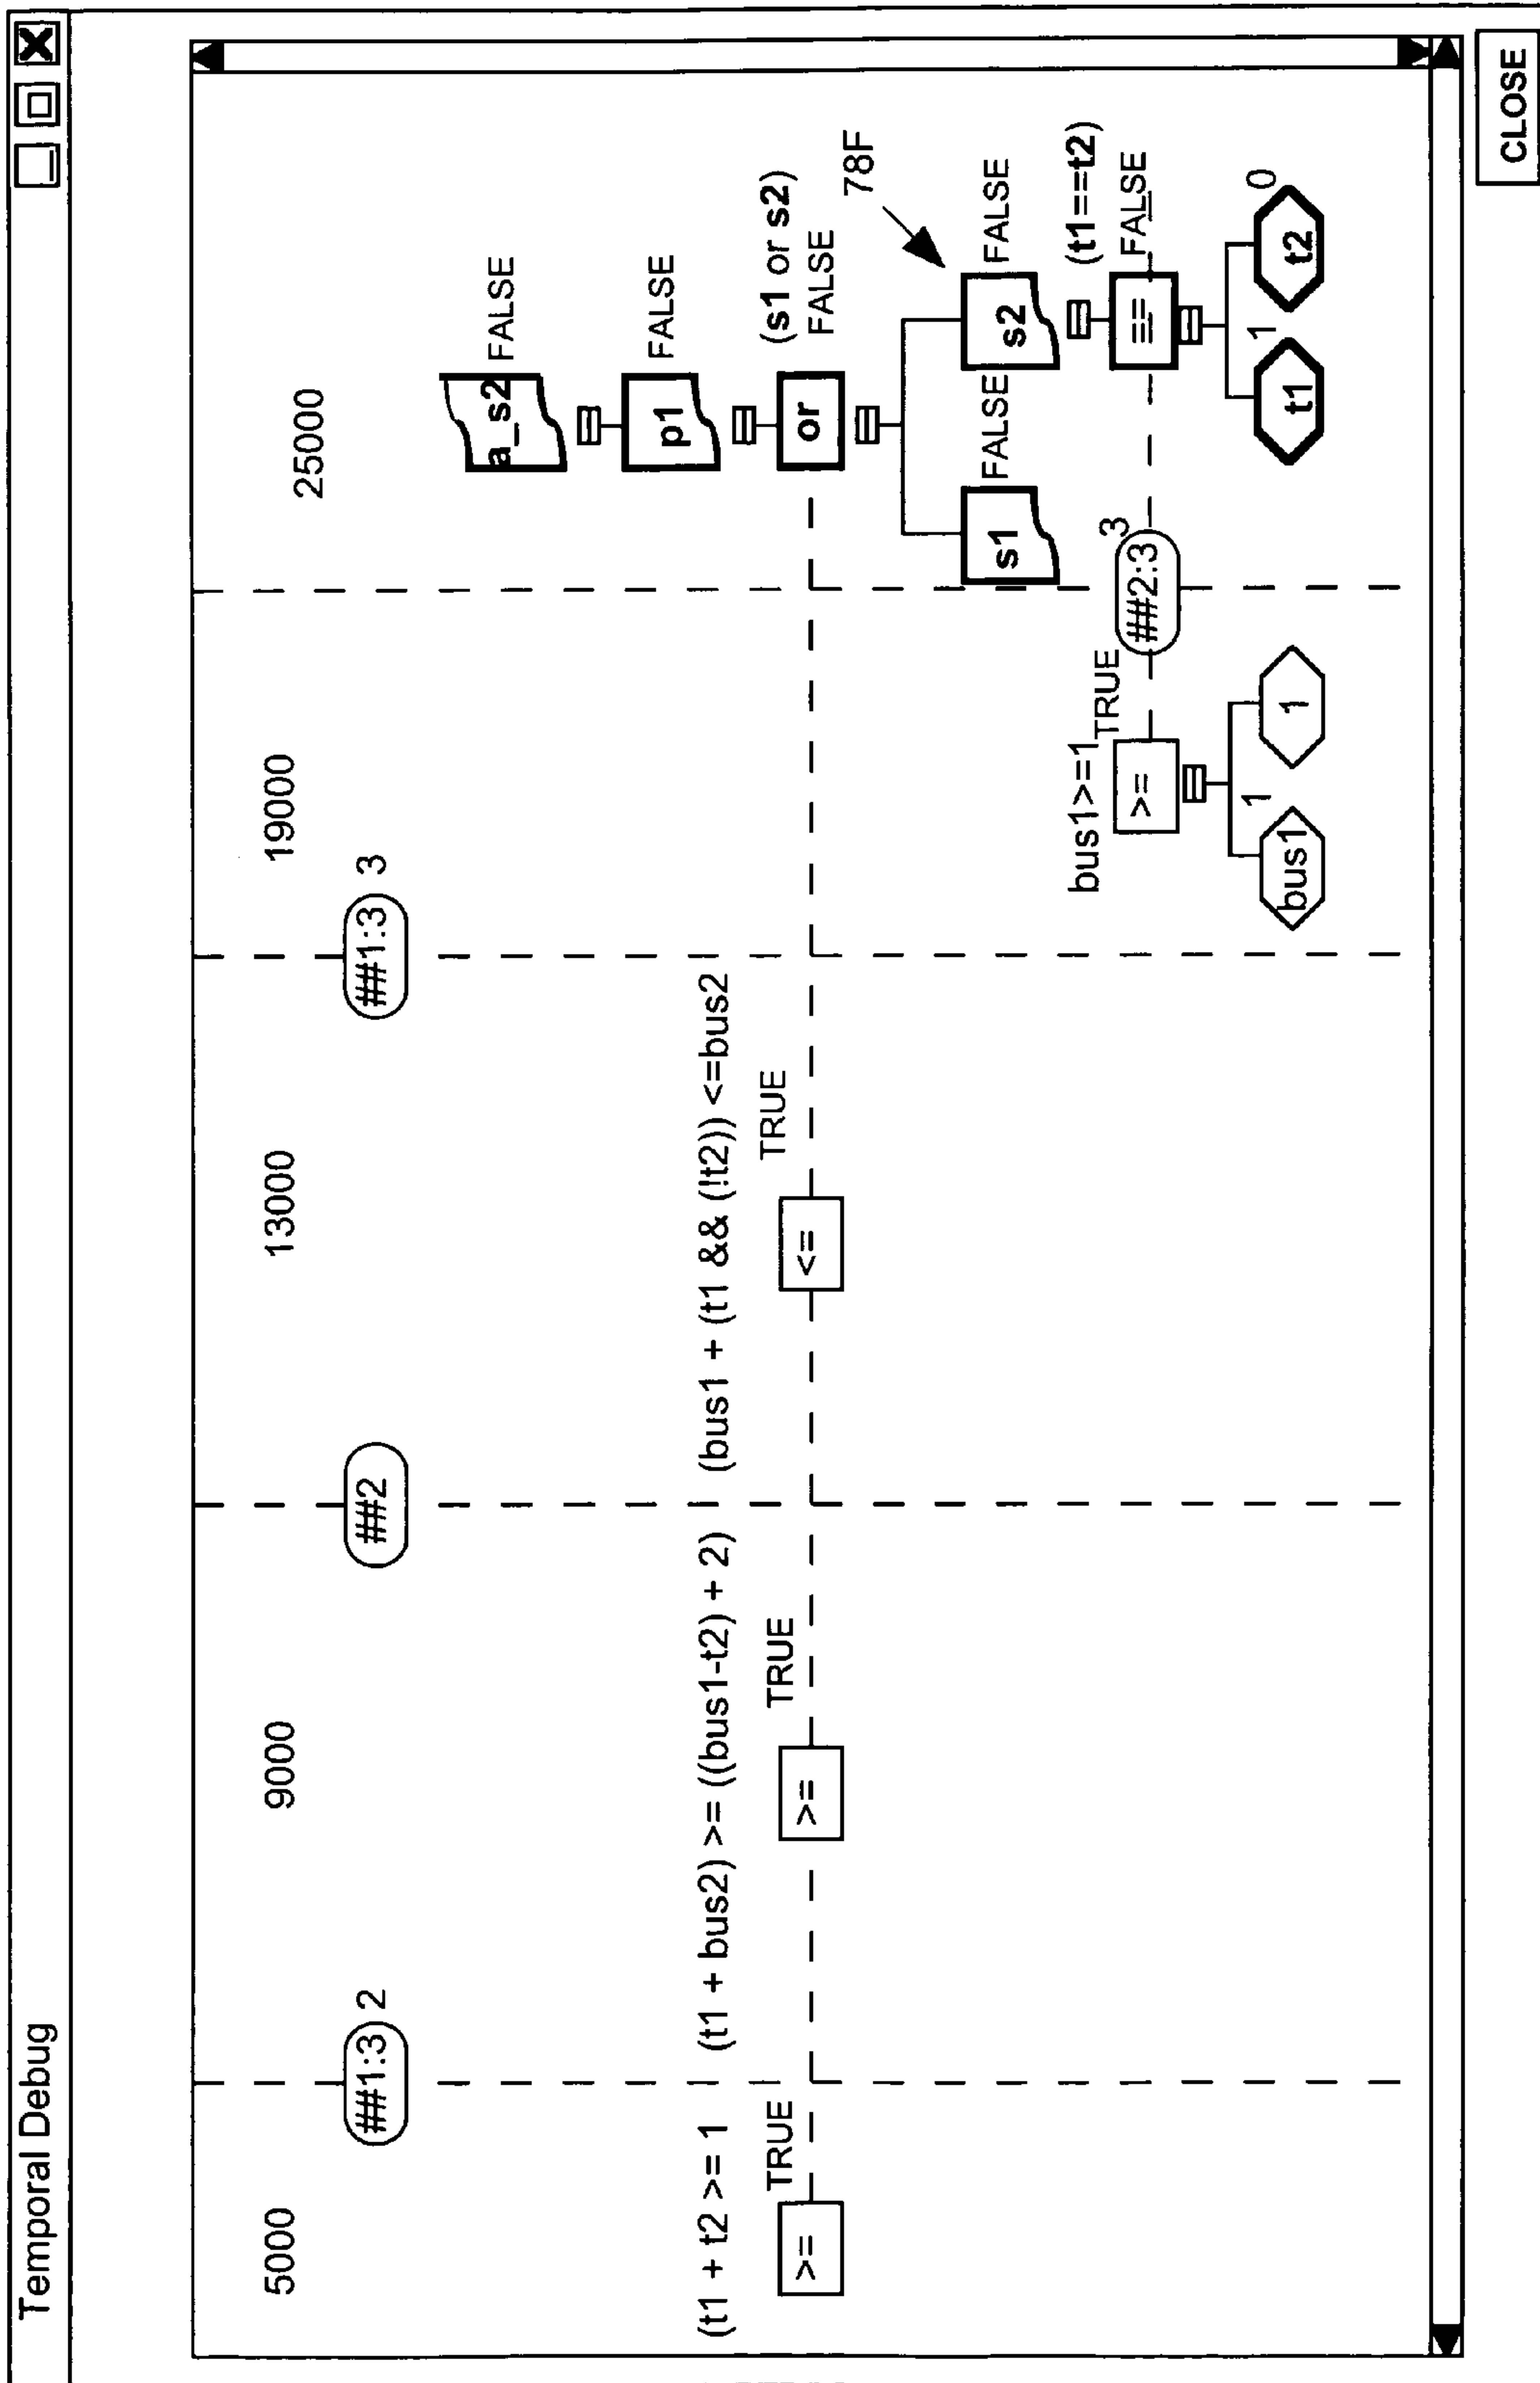 Temporal Debug
5000
9000
13000
19000
25000
##1:3 2
##2
##1:3 3
a_s2 FALSE
p1 FALSE
(t1 + t2 >= 1
(t1 + bus2) >= ((bus1-t2) + 2)
(bus1 + (t1 && (!t2)) <=bus2
(s1 or s2)
TRUE
TRUE
TRUE
FALSE
>=
>=
<=
or
78F
s1 FALSE
s2 FALSE
bus1>=1
TRUE
(t1==t2)
FALSE
>=
##2:3 3
==
bus1 1
1
t1 1
t2 0
CLOSE